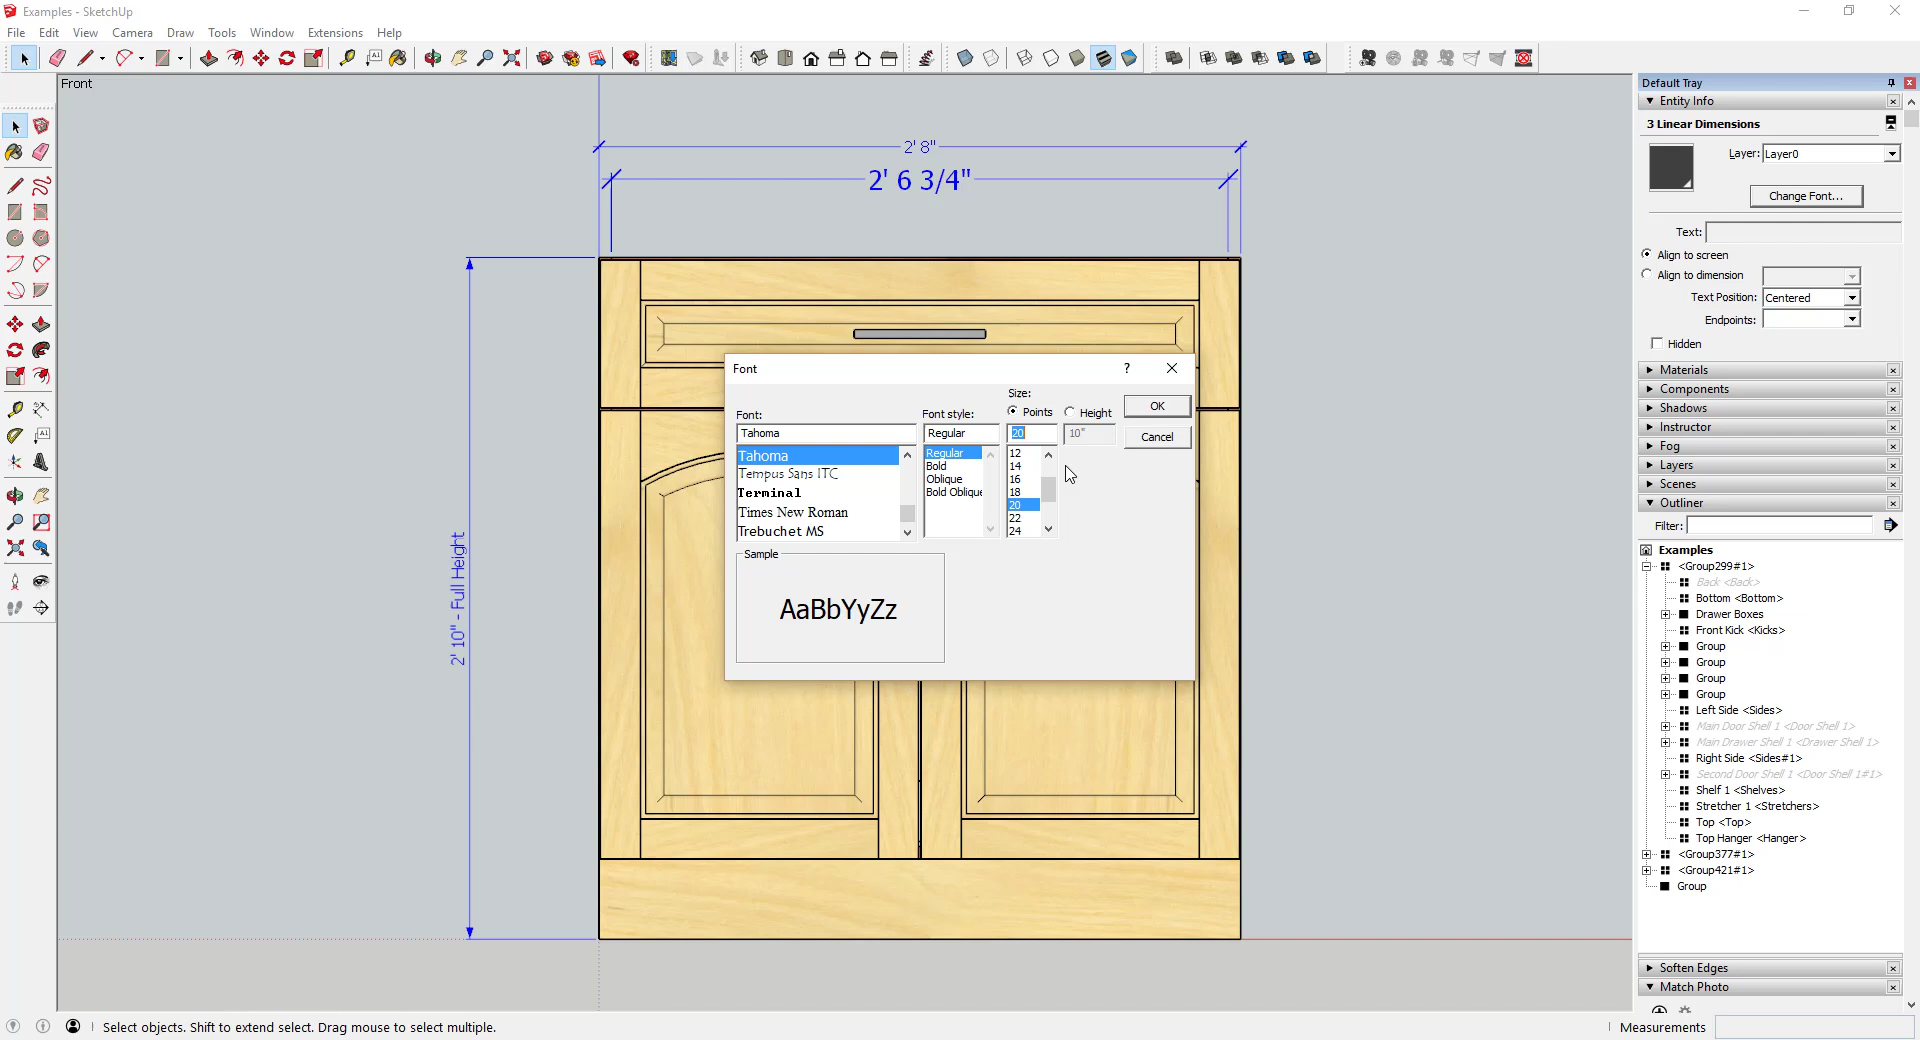 Examples - SketchUp
File Edit View Camera Draw Tools Window Extensions Help
Front
2' 8"
2' 6 3/4"
2' 10" - Full Height
Font
?
Font:
Tahoma
Tahoma
Tempus Sans ITC
Terminal
Times New Roman
Trebuchet MS
Font style:
Regular
Regular
Bold
Oblique
Bold Oblique
Size:
Points
Height
20
10"
12
14
16
18
20
22
24
OK
Cancel
Sample
AaBbYyZz
Default Tray
Entity Info
3 Linear Dimensions
Layer: Layer0
Change Font...
Text:
Align to screen
Align to dimension
Text Position: Centered
Endpoints:
Hidden
Materials
Components
Shadows
Instructor
Fog
Layers
Scenes
Outliner
Filter:
Examples
<Group299#1>
Back <Back>
Bottom <Bottom>
Drawer Boxes
Front Kick <Kicks>
Group
Group
Group
Group
Left Side <Sides>
Main Door Shell 1 <Door Shell 1>
Main Drawer Shell 1 <Drawer Shell 1>
Right Side <Sides#1>
Second Door Shell 1 <Door Shell 1#1>
Shelf 1 <Shelves>
Stretcher 1 <Stretchers>
Top <Top>
Top Hanger <Hanger>
<Group377#1>
<Group421#1>
Group
Soften Edges
Match Photo
Select objects. Shift to extend select. Drag mouse to select multiple.
Measurements